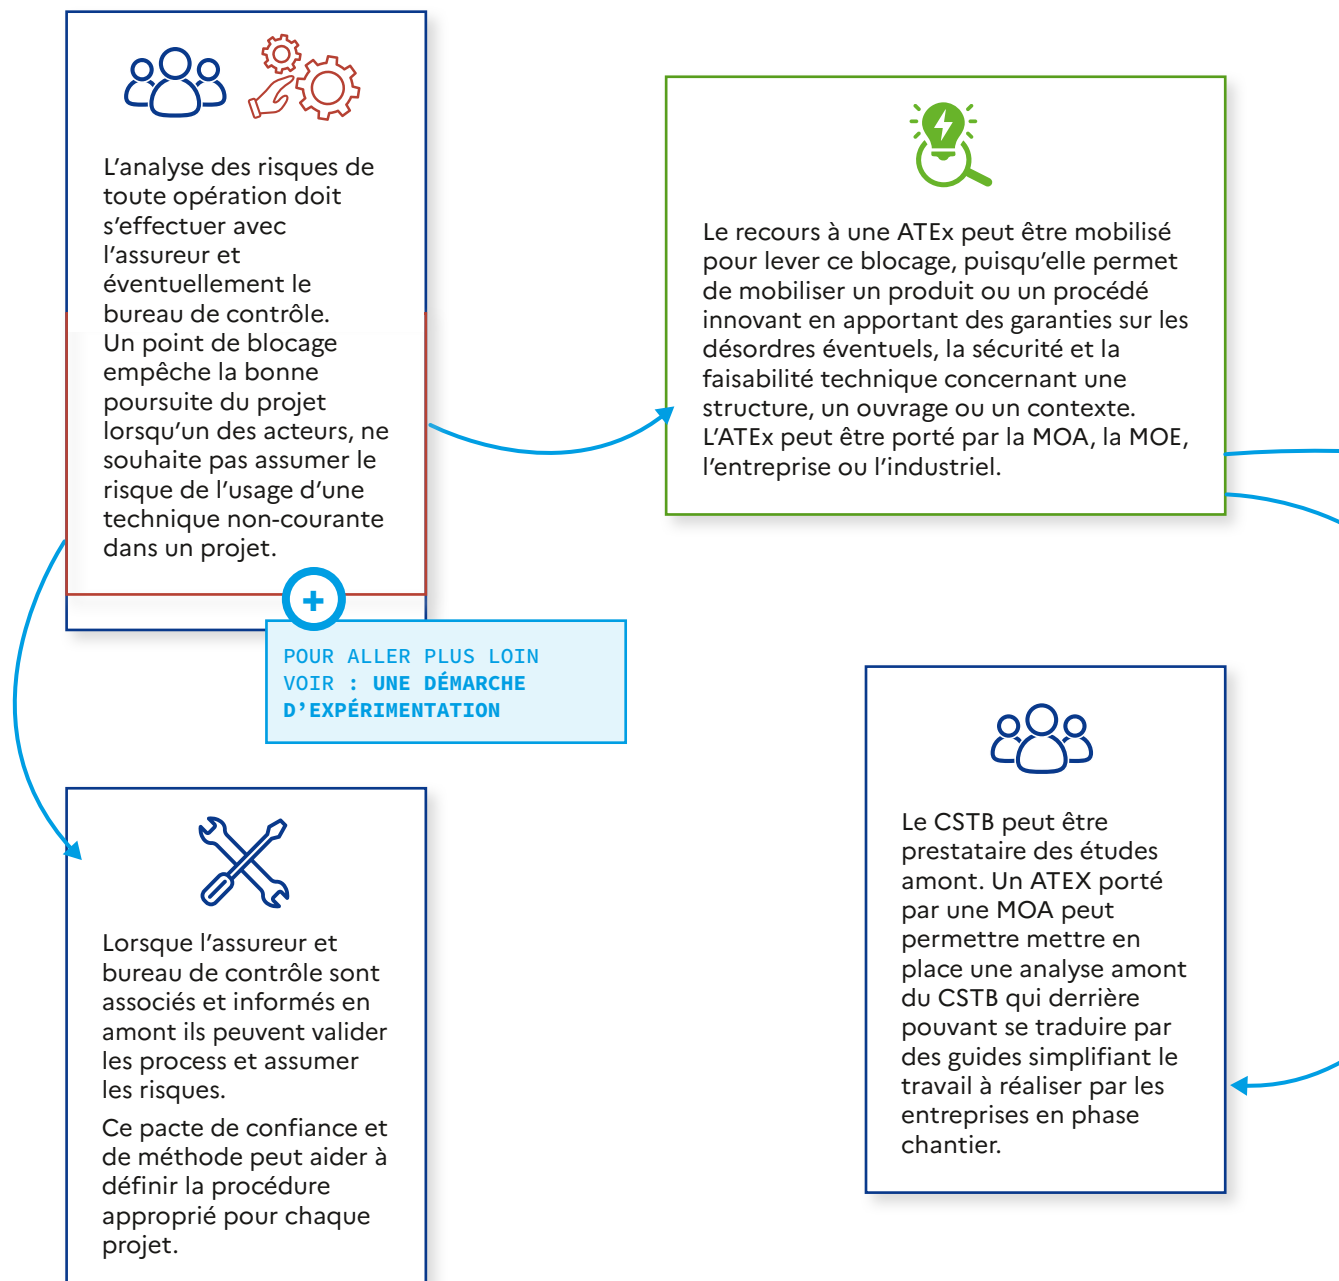 L'analyse des risques de
toute opération doit
s'effectuer avec
l'assureur et
éventuellement le
bureau de contrôle.
Un point de blocage
empêche la bonne
poursuite du projet
lorsqu'un des acteurs, ne
souhaite pas assumer le
risque de l'usage d'une
technique non-courante
dans un projet.
+
POUR ALLER PLUS LOIN
VOIR : UNE DÉMARCHE
D'EXPÉRIMENTATION
Le recours à une ATEx peut être mobilisé
pour lever ce blocage, puisqu'elle permet
de mobiliser un produit ou un procédé
innovant en apportant des garanties sur les
désordres éventuels, la sécurité et la
faisabilité technique concernant une
structure, un ouvrage ou un contexte.
L'ATEx peut être porté par la MOA, la MOE,
l'entreprise ou l'industriel.
Lorsque l'assureur et
bureau de contrôle sont
associés et informés en
amont ils peuvent valider
les process et assumer
les risques.
Ce pacte de confiance et
de méthode peut aider à
définir la procédure
approprié pour chaque
projet.
Le CSTB peut être
prestataire des études
amont. Un ATEX porté
par une MOA peut
permettre mettre en
place une analyse amont
du CSTB qui derrière
pouvant se traduire par
des guides simplifiant le
travail à réaliser par les
entreprises en phase
chantier.